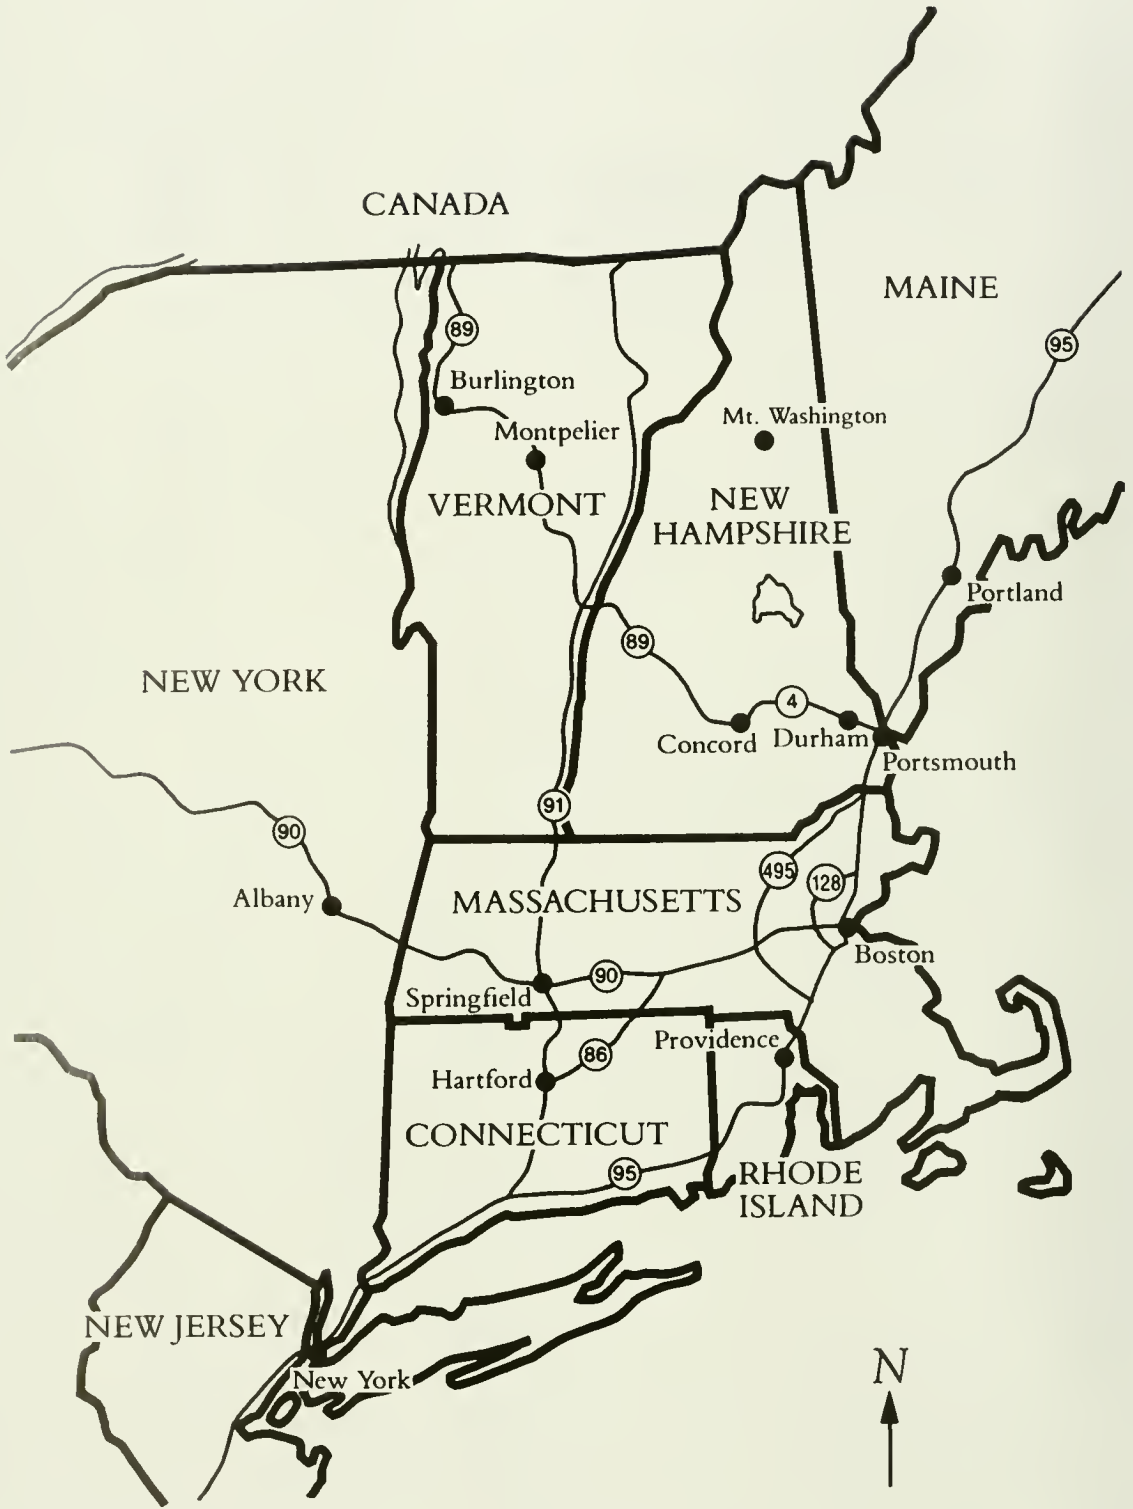 CANADA
MAINE
89
95
Burlington
Mt. Washington
Montpelier
VERMONT
NEW
HAMPSHIRE
Portland
89
NEW YORK
4
Concord
Durham
Portsmouth
91
90
495
128
Albany
MASSACHUSETTS
Boston
90
Springfield
Providence
86
Hartford
CONNECTICUT
95
RHODE
ISLAND
NEW JERSEY
N
New York